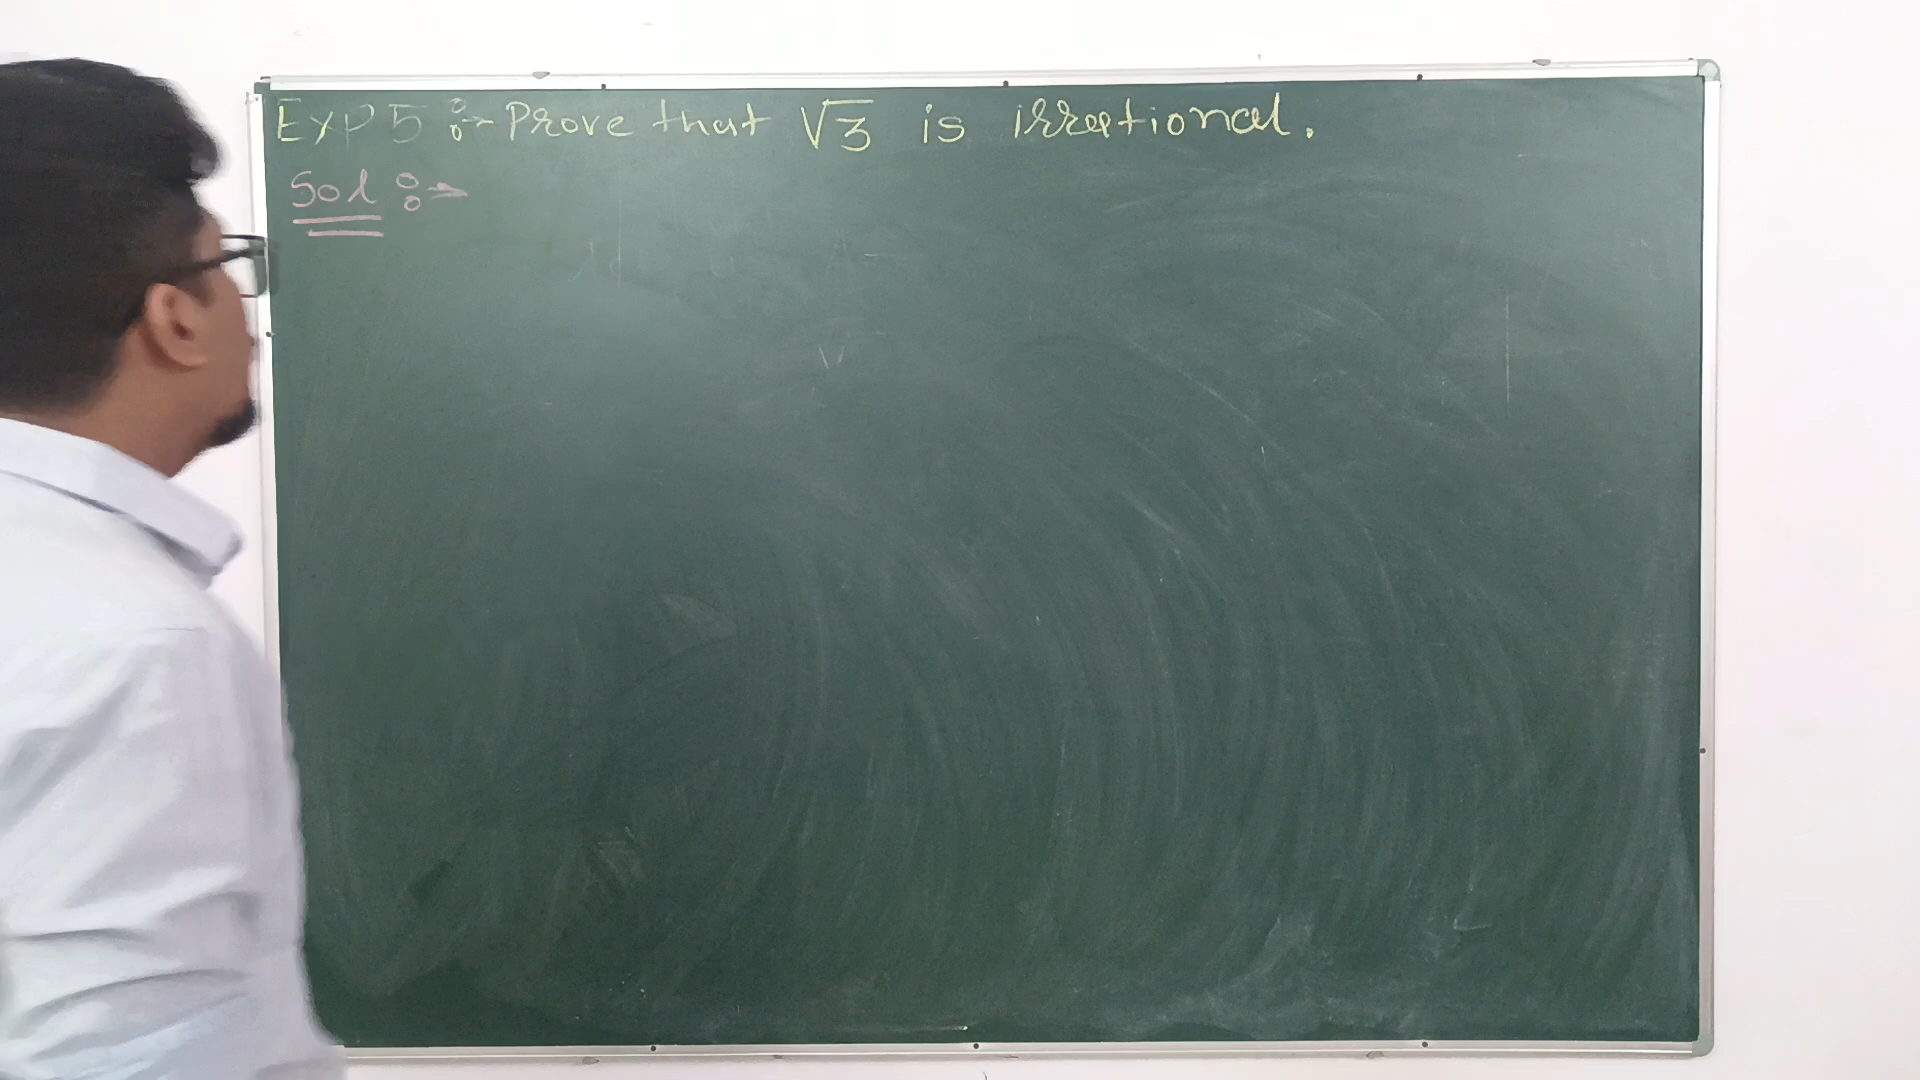 Exp 5 :- Prove that √3 is irrational.
Sol :→